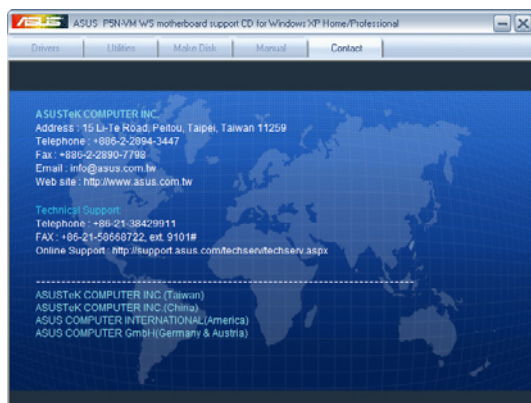 ASUS ASUS P5N-VM WS motherboard support CD for Windows XP Home/Professional
Drivers Utilities Make Disk Manual Contact
ASUSTeK COMPUTER INC.
Address : 15 Li-Te Road, Peitou, Taipei, Taiwan 11259
Telephone : +886-2-2894-3447
Fax : +886-2-2890-7798
Email : info@asus.com.tw
Web site : http://www.asus.com.tw
Technical Support:
Telephone : +86-21-38429911
FAX : +86-21-58668722, ext. 9101#
Online Support : http://support.asus.com/techserv/techserv.aspx
ASUSTeK COMPUTER INC.(Taiwan)
ASUSTeK COMPUTER INC.(China)
ASUS COMPUTER INTERNATIONAL(America)
ASUS COMPUTER GmbH(Germany & Austria)